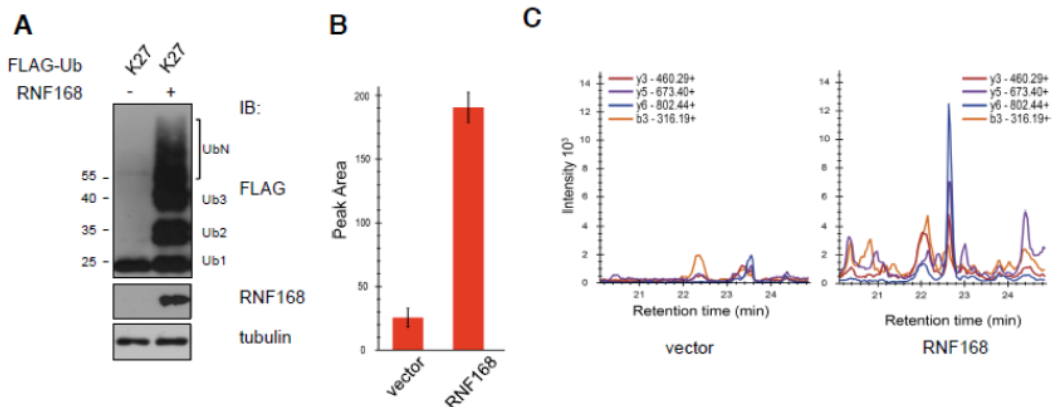 A
FLAG-Ub K27 K27
RNF168 - +
IB:
UbN
55 -
FLAG
40 -
Ub3
35 -
Ub2
25 -
Ub1
RNF168
tubulin
B
Peak Area
200
150
100
50
0
vector
RNF168
C
Intensity 10³
14
12
10
8
6
4
2
0
y3 - 460.29+
y5 - 673.40+
y6 - 802.44+
b3 - 316.19+
21 22 23 24
Retention time (min)
vector
14
12
10
8
6
4
2
0
y3 - 460.29+
y5 - 673.40+
y6 - 802.44+
b3 - 316.19+
21 22 23 24
Retention time (min)
RNF168